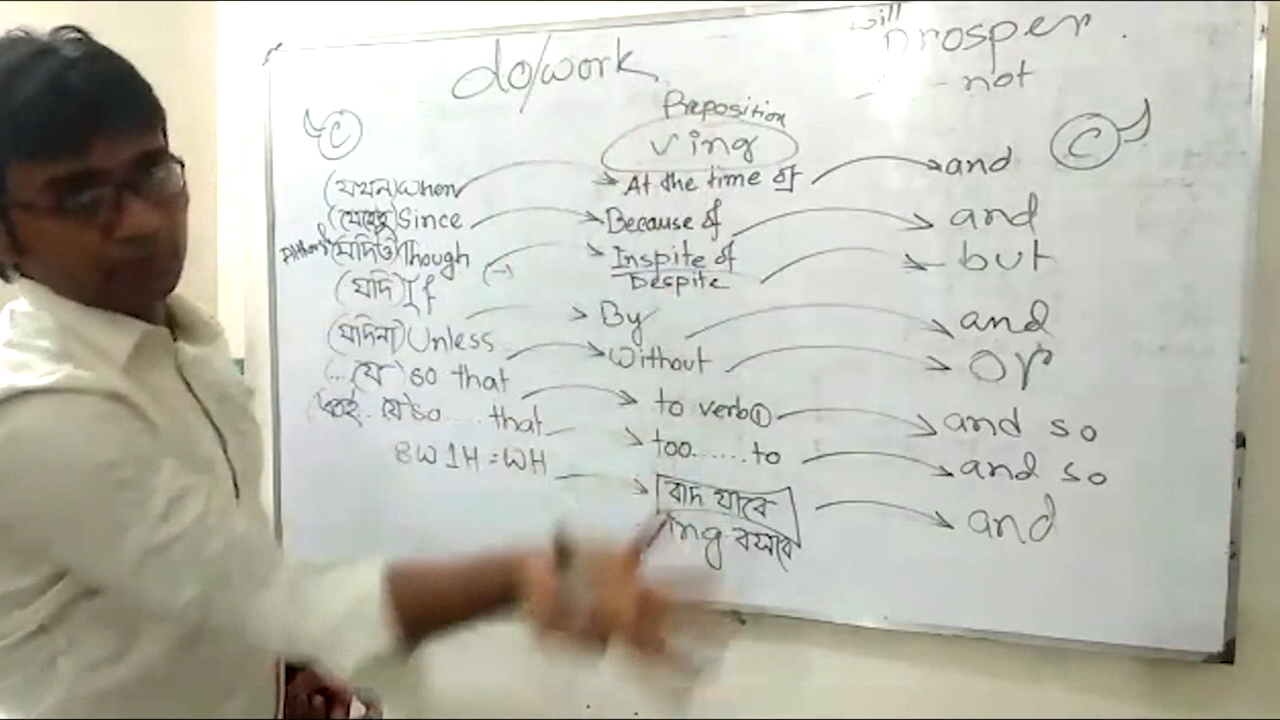 will prosper.
do/work
not
Preposition
C
V ing
C
(যখন) when At the time of and
(যেহেতু) Since Because of and
(যদিও) Though Inspite of but
Despite
(যদি) If By and
(যদিনা) Unless without or
(...যে) so that to verb① and so
এতই...যে so....that too......to and so
8W1H = WH বাদ যাবে and
ing বসবে